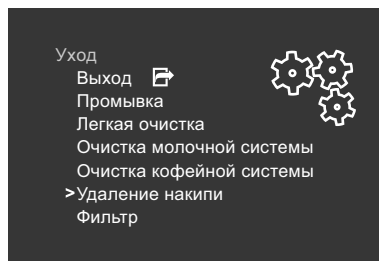 Уход
Выход
Промывка
Легкая очистка
Очистка молочной системы
Очистка кофейной системы
>Удаление накипи
Фильтр